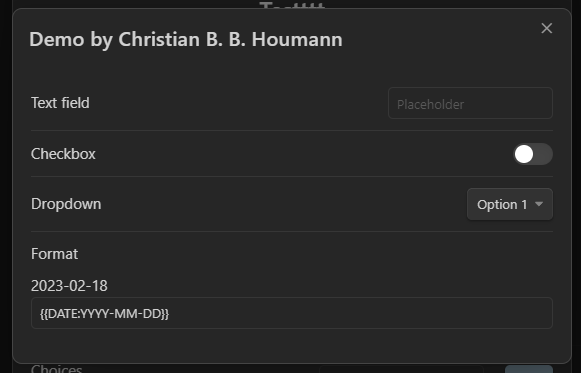 Testttt
Demo by Christian B. B. Houmann
Text field
Placeholder
Checkbox
Dropdown
Option 1
Format
2023-02-18
{{DATE:YYYY-MM-DD}}
Choices